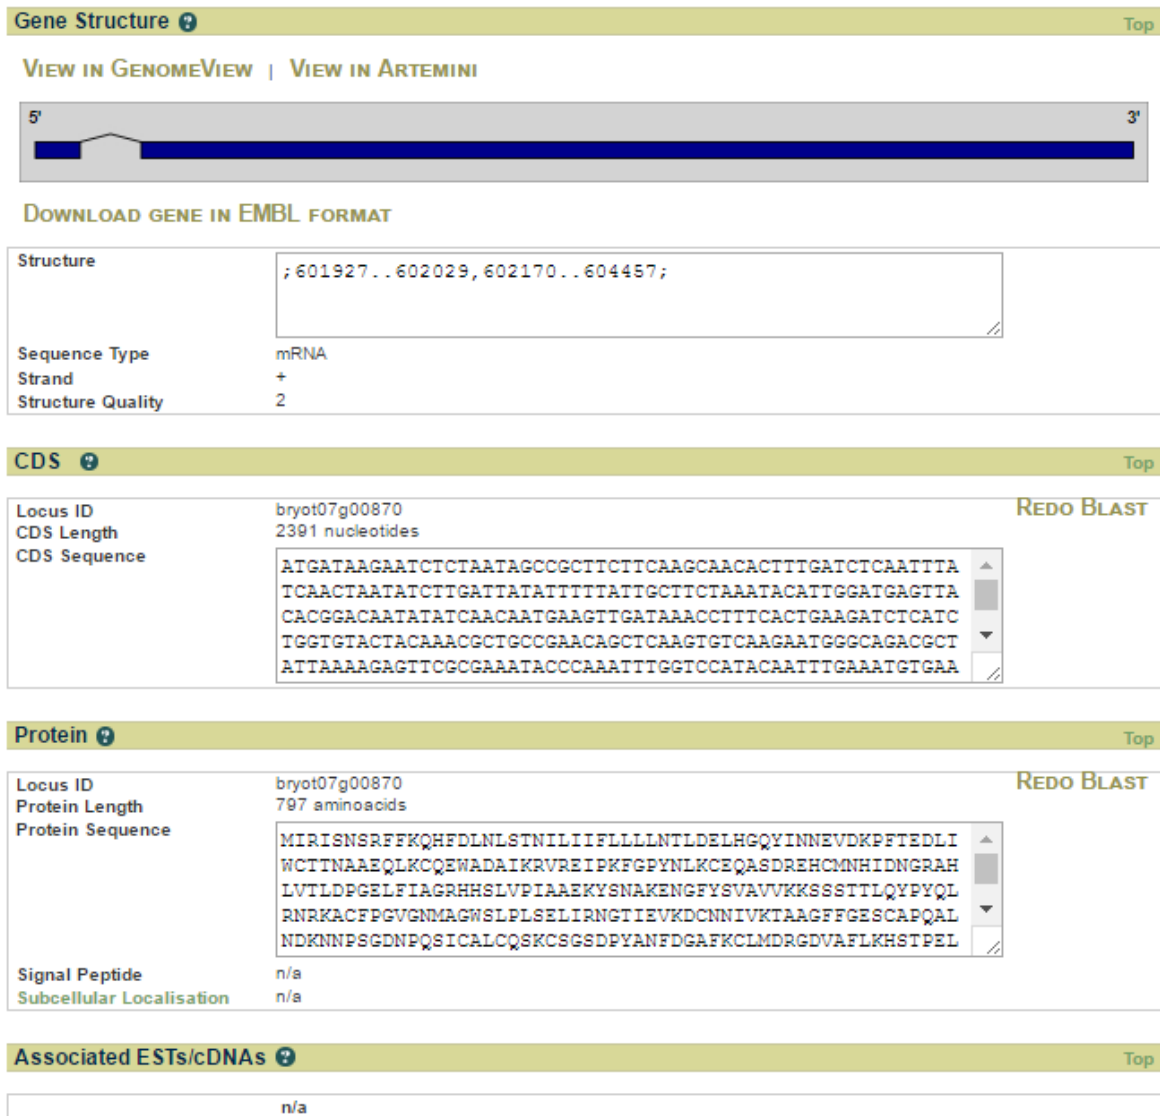 Gene Structure ?
Top
VIEW IN GENOMEVIEW | VIEW IN ARTEMINI
5' 3'
DOWNLOAD GENE IN EMBL FORMAT
Structure ;601927..602029,602170..604457;
Sequence Type mRNA
Strand +
Structure Quality 2
CDS ? Top
Locus ID bryot07g00870 REDO BLAST
CDS Length 2391 nucleotides
CDS Sequence
ATGATAAGAATCTCTAATAGCCGCTTCTTCAAGCAACACTTTGATCTCAATTTA
TCAACTAATATCTTGATTATATTTTTATTGCTTCTAAATACATTGGATGAGTTA
CACGGACAATATATCAACAATGAAGTTGATAAACCTTTCACTGAAGATCTCATC
TGGTGTACTACAAACGCTGCCGAACAGCTCAAGTGTCAAGAATGGGCAGACGCT
ATTAAAAGAGTTCGCGAAATACCCAAATTTGGTCCATACAATTTGAAATGTGAA
Protein ? Top
Locus ID bryot07g00870 REDO BLAST
Protein Length 797 aminoacids
Protein Sequence
MIRISNSRFFKQHFDLNLSTNILIIFLLLLNTLDELHGQYINNEVDKPFTEDLI
WCTTNAAEQLKCQEWADAIKRVREIPKFGPYNLKCEQASDREHCMNHIDNGRAH
LVTLDPGELFIAGRHHSLVPIAAEKYSNAKENGFYSVAVVKKSSSTTLQYPYQL
RNRKACFPGVGNMAGWSLPLSELIRNGTIEVKDCNNIVKTAAGFFGESCAPQAL
NDKNNPSGDNPQSICALCQSKCSGSDPYANFDGAFKCLMDRGDVAFLKHSTPEL
Signal Peptide n/a
Subcellular Localisation n/a
Associated ESTs/cDNAs ? Top
n/a